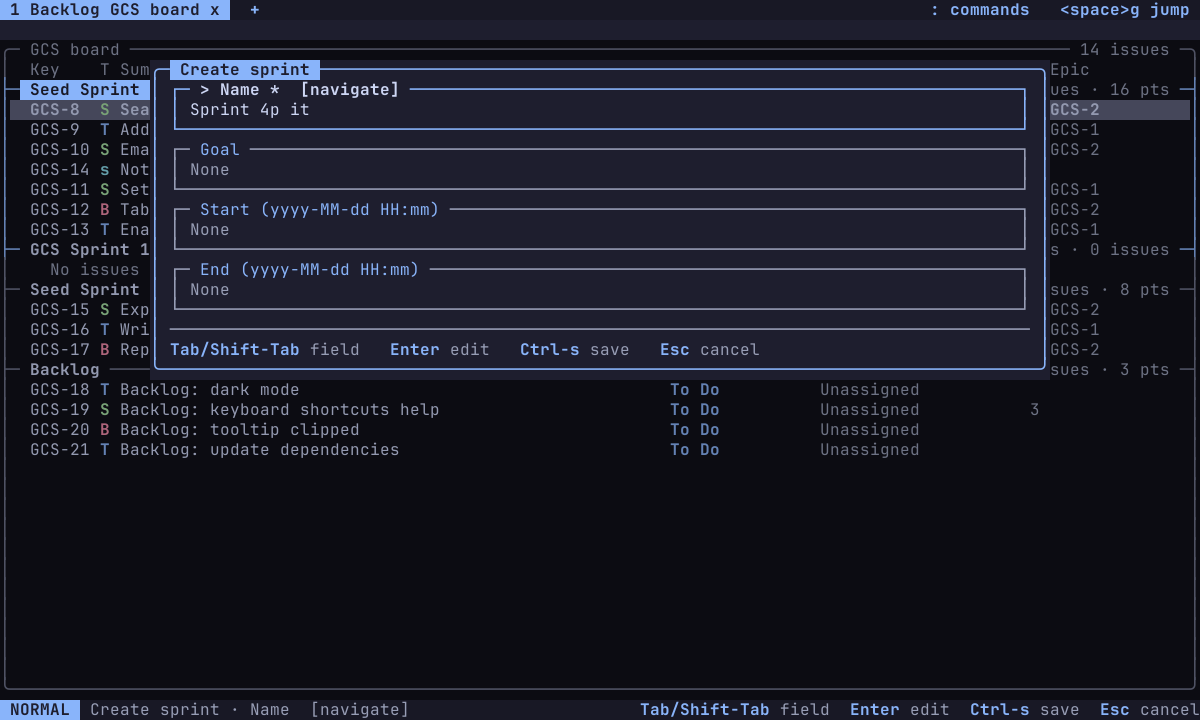 1 Backlog GCS board x + : commands <space>g jump
GCS board 14 issues
Key T Sum Epic
Create sprint
Seed Sprint ues · 16 pts
> Name * [navigate]
GCS-8 S Sea GCS-2
Sprint 4p it
GCS-9 T Add GCS-1
GCS-10 S Ema GCS-2
Goal
GCS-14 s Not
None
GCS-11 S Set GCS-1
GCS-12 B Tab GCS-2
Start (yyyy-MM-dd HH:mm)
GCS-13 T Ena GCS-1
None
GCS Sprint 1 s · 0 issues
No issues
End (yyyy-MM-dd HH:mm)
Seed Sprint sues · 8 pts
None
GCS-15 S Exp GCS-2
GCS-16 T Wri GCS-1
GCS-17 B Rep GCS-2
Tab/Shift-Tab field Enter edit Ctrl-s save Esc cancel
Backlog sues · 3 pts
GCS-18 T Backlog: dark mode To Do Unassigned
GCS-19 S Backlog: keyboard shortcuts help To Do Unassigned 3
GCS-20 B Backlog: tooltip clipped To Do Unassigned
GCS-21 T Backlog: update dependencies To Do Unassigned
NORMAL Create sprint · Name [navigate] Tab/Shift-Tab field Enter edit Ctrl-s save Esc cancel